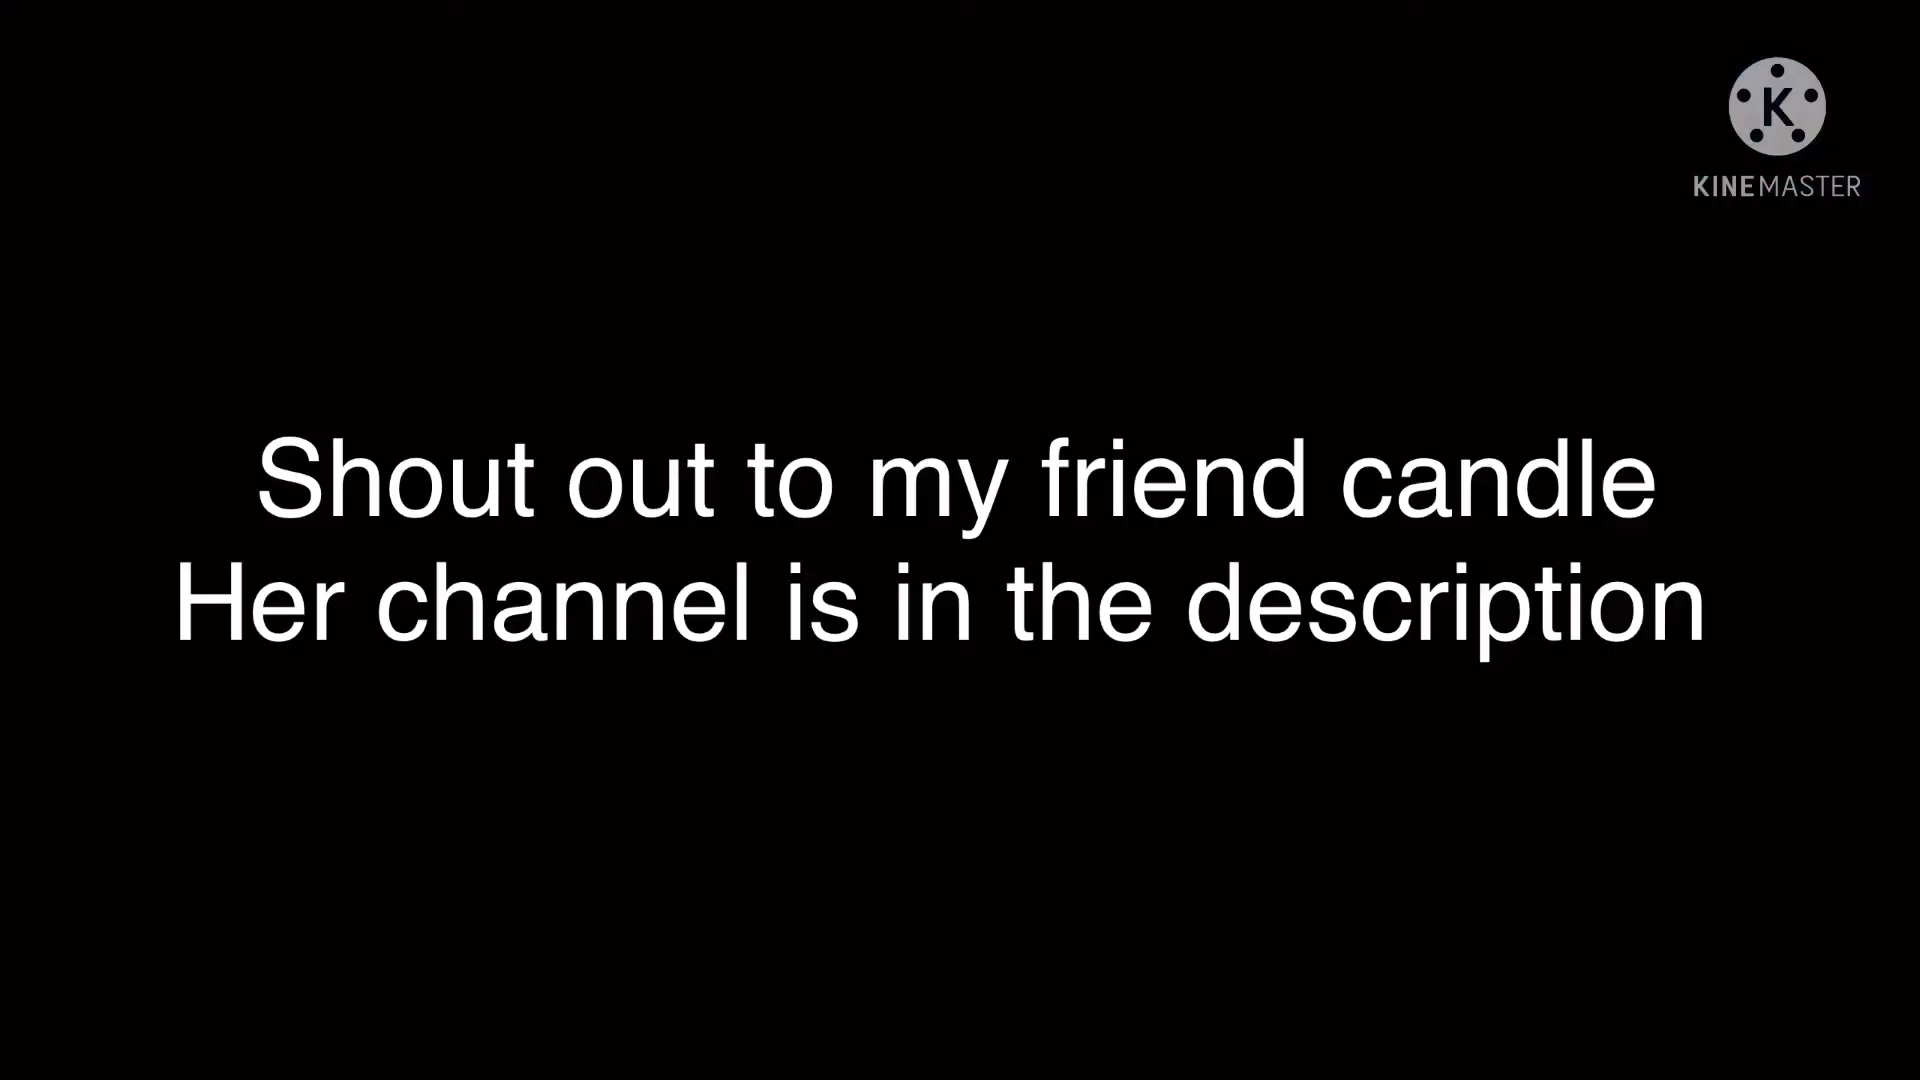 KINEMASTER
Shout out to my friend candle
Her channel is in the description